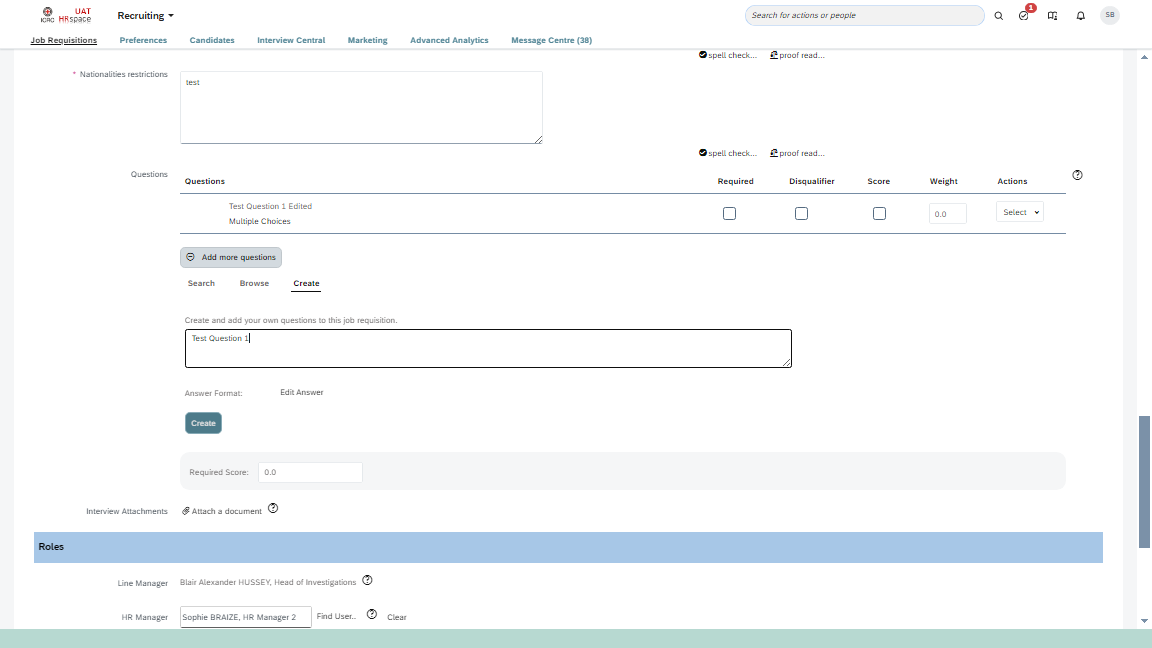 ICRC
UAT
HRspace
Recruiting
Search for actions or people
1
SB
Job Requisitions
Preferences
Candidates
Interview Central
Marketing
Advanced Analytics
Message Centre (38)
spell check...
proof read...
* Nationalities restrictions
test
spell check...
proof read...
Questions
Questions
Required
Disqualifier
Score
Weight
Actions
Test Question 1 Edited
Multiple Choices
0.0
Select
Add more questions
Search
Browse
Create
Create and add your own questions to this job requisition.
Test Question 1
Answer Format:
Edit Answer
Create
Required Score:
0.0
Interview Attachments
Attach a document
Roles
Line Manager
Blair Alexander HUSSEY, Head of Investigations
HR Manager
Sophie BRAIZE, HR Manager 2
Find User..
Clear